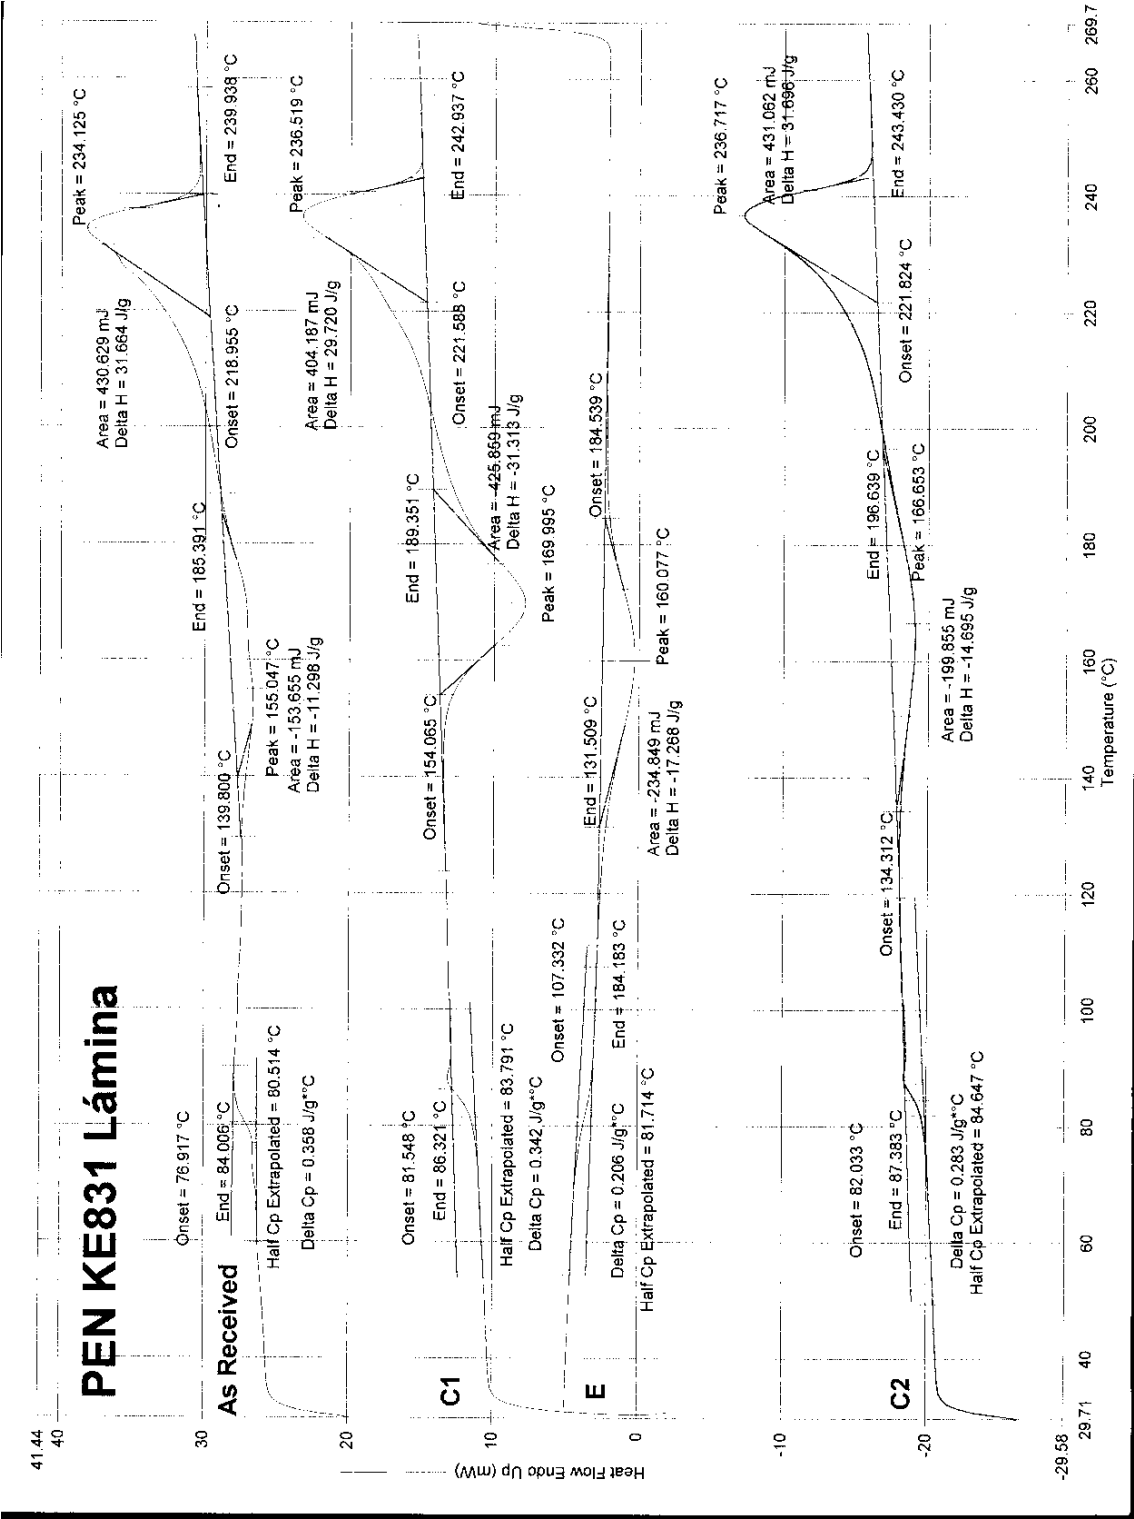 PEN KE831 Lámina
41.44
40
30
20
10
0
-10
-20
-29.58
Heat Flow Endo Up (mW)
29.71
40
60
80
100
120
140
160
180
200
220
240
260
269.7
Temperature (°C)
As Received
Onset = 76.917 °C
End = 84.006 °C
Half Cp Extrapolated = 80.514 °C
Delta Cp = 0.358 J/g*°C
Onset = 139.800 °C
Peak = 155.047 °C
Area = -153.655 mJ
Delta H = -11.298 J/g
End = 185.391 °C
Area = 430.629 mJ
Delta H = 31.664 J/g
Onset = 218.955 °C
Peak = 234.125 °C
End = 239.938 °C
C1
Onset = 81.548 °C
End = 86.321 °C
Half Cp Extrapolated = 83.791 °C
Delta Cp = 0.342 J/g*°C
Onset = 154.065 °C
End = 189.351 °C
Area = -425.859 mJ
Delta H = -31.313 J/g
Peak = 169.995 °C
Area = 404.187 mJ
Delta H = 29.720 J/g
Onset = 221.588 °C
Peak = 236.519 °C
End = 242.937 °C
E
Onset = 107.332 °C
End = 184.183 °C
Delta Cp = 0.206 J/g*°C
Half Cp Extrapolated = 81.714 °C
End = 131.509 °C
Area = -234.849 mJ
Delta H = -17.268 J/g
Peak = 160.077 °C
Onset = 184.539 °C
C2
Onset = 82.033 °C
End = 87.383 °C
Delta Cp = 0.283 J/g*°C
Half Cp Extrapolated = 84.647 °C
Onset = 134.312 °C
Area = -199.855 mJ
Delta H = -14.695 J/g
End = 196.639 °C
Peak = 166.653 °C
Onset = 221.824 °C
Peak = 236.717 °C
Area = 431.062 mJ
Delta H = 31.696 J/g
End = 243.430 °C